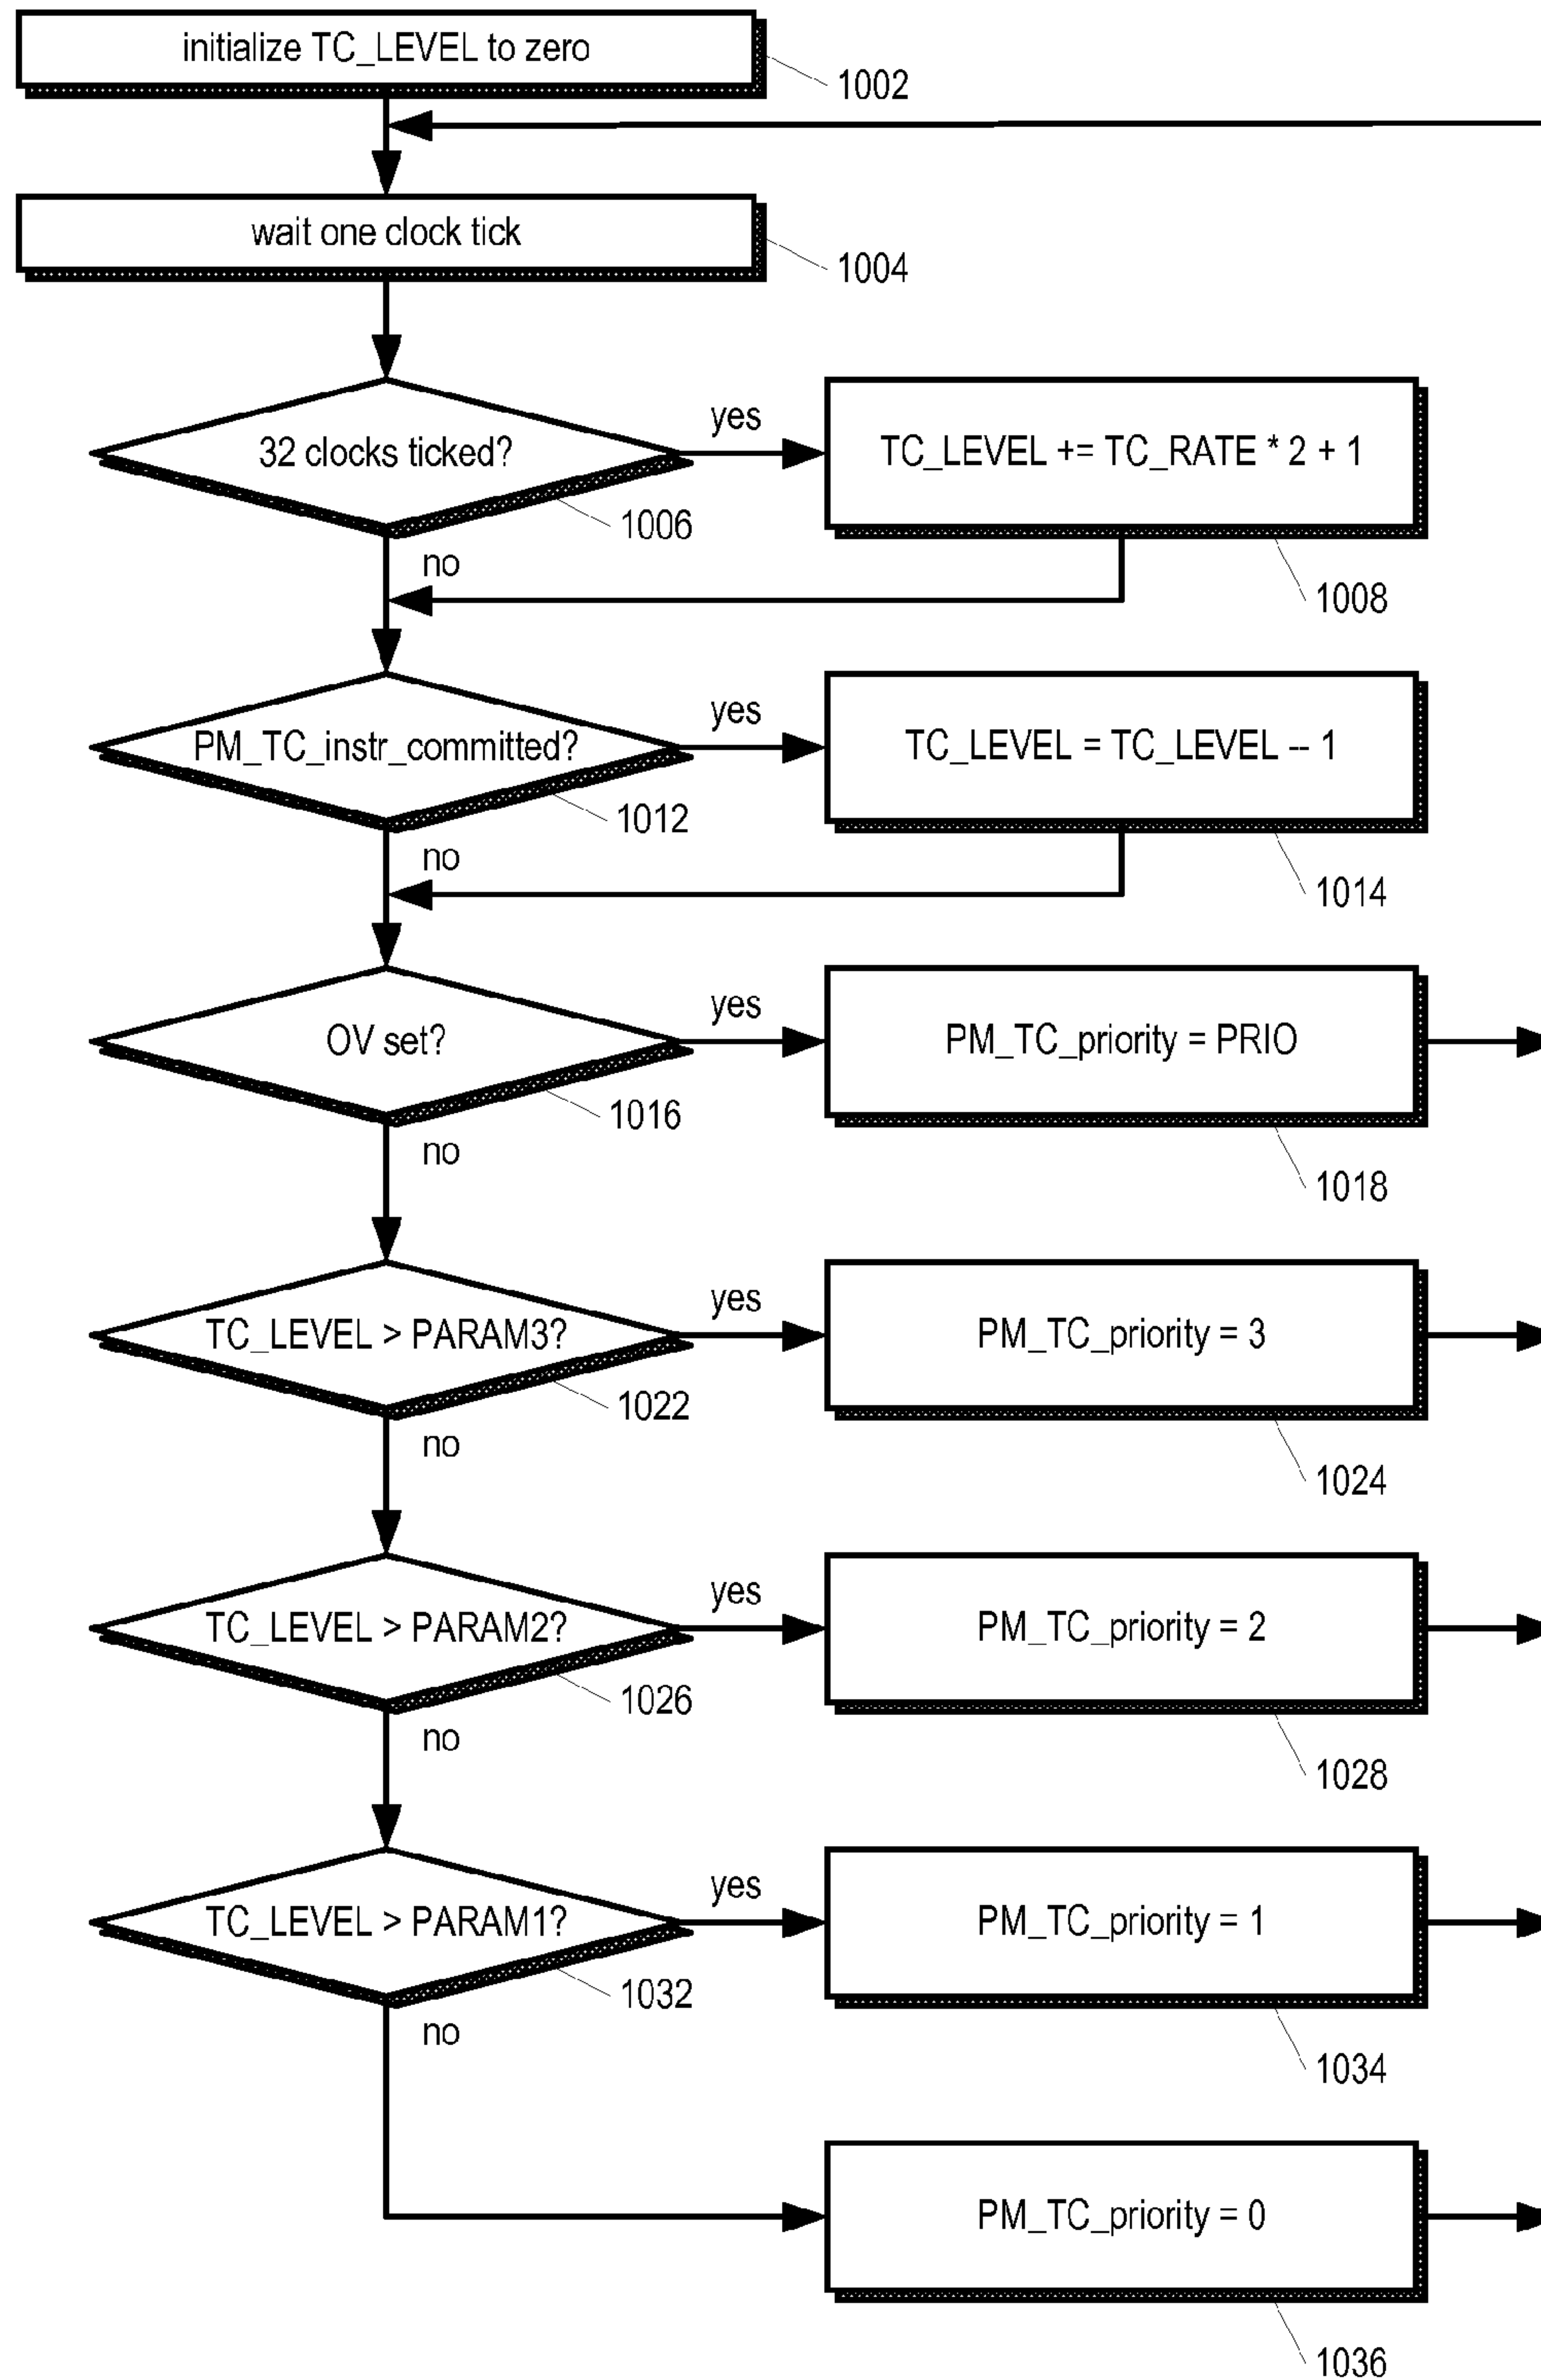 initialize TC_LEVEL to zero
1002
wait one clock tick
1004
32 clocks ticked?
yes
TC_LEVEL += TC_RATE * 2 + 1
1006
no
1008
PM_TC_instr_committed?
yes
TC_LEVEL = TC_LEVEL -- 1
1012
no
1014
OV set?
yes
PM_TC_priority = PRIO
1016
no
1018
TC_LEVEL > PARAM3?
yes
PM_TC_priority = 3
1022
no
1024
TC_LEVEL > PARAM2?
yes
PM_TC_priority = 2
1026
no
1028
TC_LEVEL > PARAM1?
yes
PM_TC_priority = 1
1032
no
1034
PM_TC_priority = 0
1036